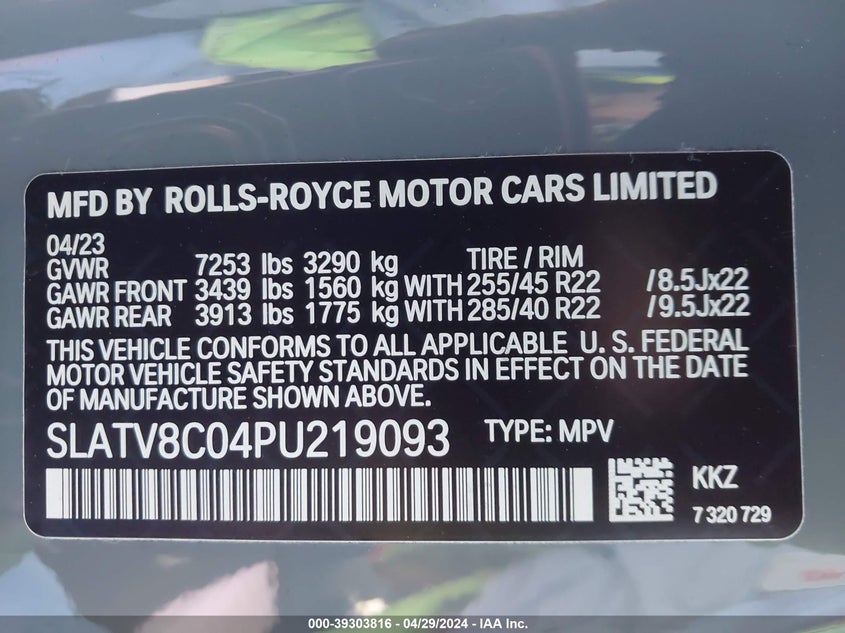 MFD BY ROLLS-ROYCE MOTOR CARS LIMITED
04/23
GVWR 7253 lbs 3290 kg TIRE / RIM
GAWR FRONT 3439 lbs 1560 kg WITH 255/45 R22 /8.5Jx22
GAWR REAR 3913 lbs 1775 kg WITH 285/40 R22 /9.5Jx22
THIS VEHICLE CONFORMS TO ALL APPLICABLE U. S. FEDERAL
MOTOR VEHICLE SAFETY STANDARDS IN EFFECT ON THE DATE
OF MANUFACTURE SHOWN ABOVE.
SLATV8C04PU219093 TYPE: MPV
KKZ
7 320 729
000-39303816 - 04/29/2024 - IAA Inc.